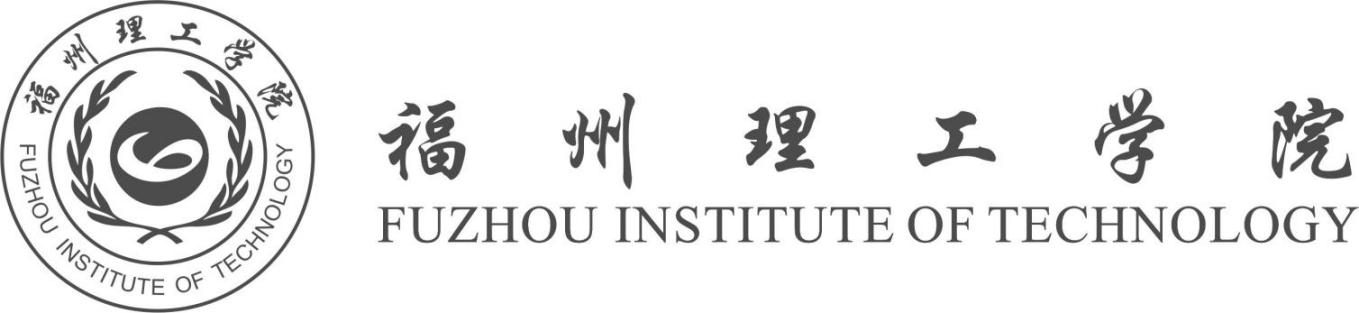 福州理工学院
FUZHOU INSTITUTE OF TECHNOLOGY
福州理工学院
FUZHOU INSTITUTE OF TECHNOLOGY